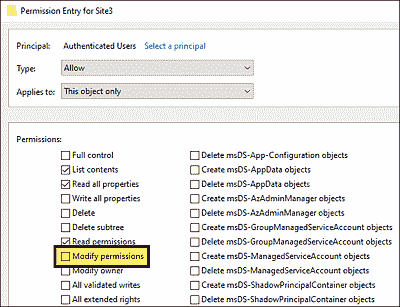 Permission Entry for Site3
Principal: Authenticated Users Select a principal
Type: Allow
Applies to: This object only
Permissions:
Full control
List contents
Read all properties
Write all properties
Delete
Delete subtree
Read permissions
Modify permissions
Modify owner
All validated writes
All extended rights
Delete msDS-App-Configuration objects
Create msDS-AppData objects
Delete msDS-AppData objects
Create msDS-AzAdminManager objects
Delete msDS-AzAdminManager objects
Create msDS-GroupManagedServiceAccount objects
Delete msDS-GroupManagedServiceAccount objects
Create msDS-ManagedServiceAccount objects
Delete msDS-ManagedServiceAccount objects
Create msDS-ShadowPrincipalContainer objects
Delete msDS-ShadowPrincipalContainer objects